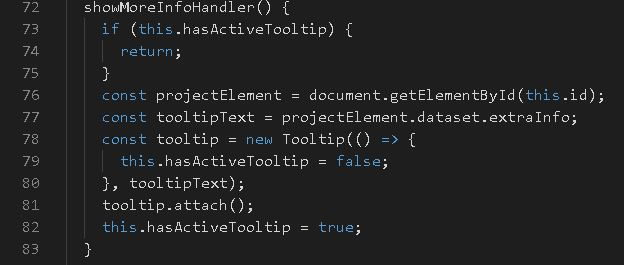 72 showMoreInfoHandler() {
73 if (this.hasActiveTooltip) {
74 return;
75 }
76 const projectElement = document.getElementById(this.id);
77 const tooltipText = projectElement.dataset.extraInfo;
78 const tooltip = new Tooltip(() => {
79 this.hasActiveTooltip = false;
80 }, tooltipText);
81 tooltip.attach();
82 this.hasActiveTooltip = true;
83 }